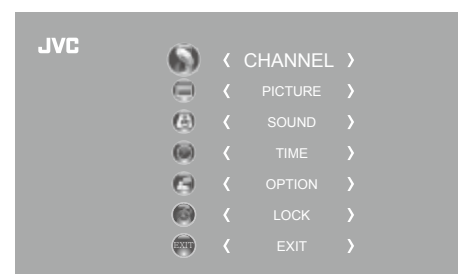 JVC
CHANNEL
PICTURE
SOUND
TIME
OPTION
LOCK
EXIT EXIT